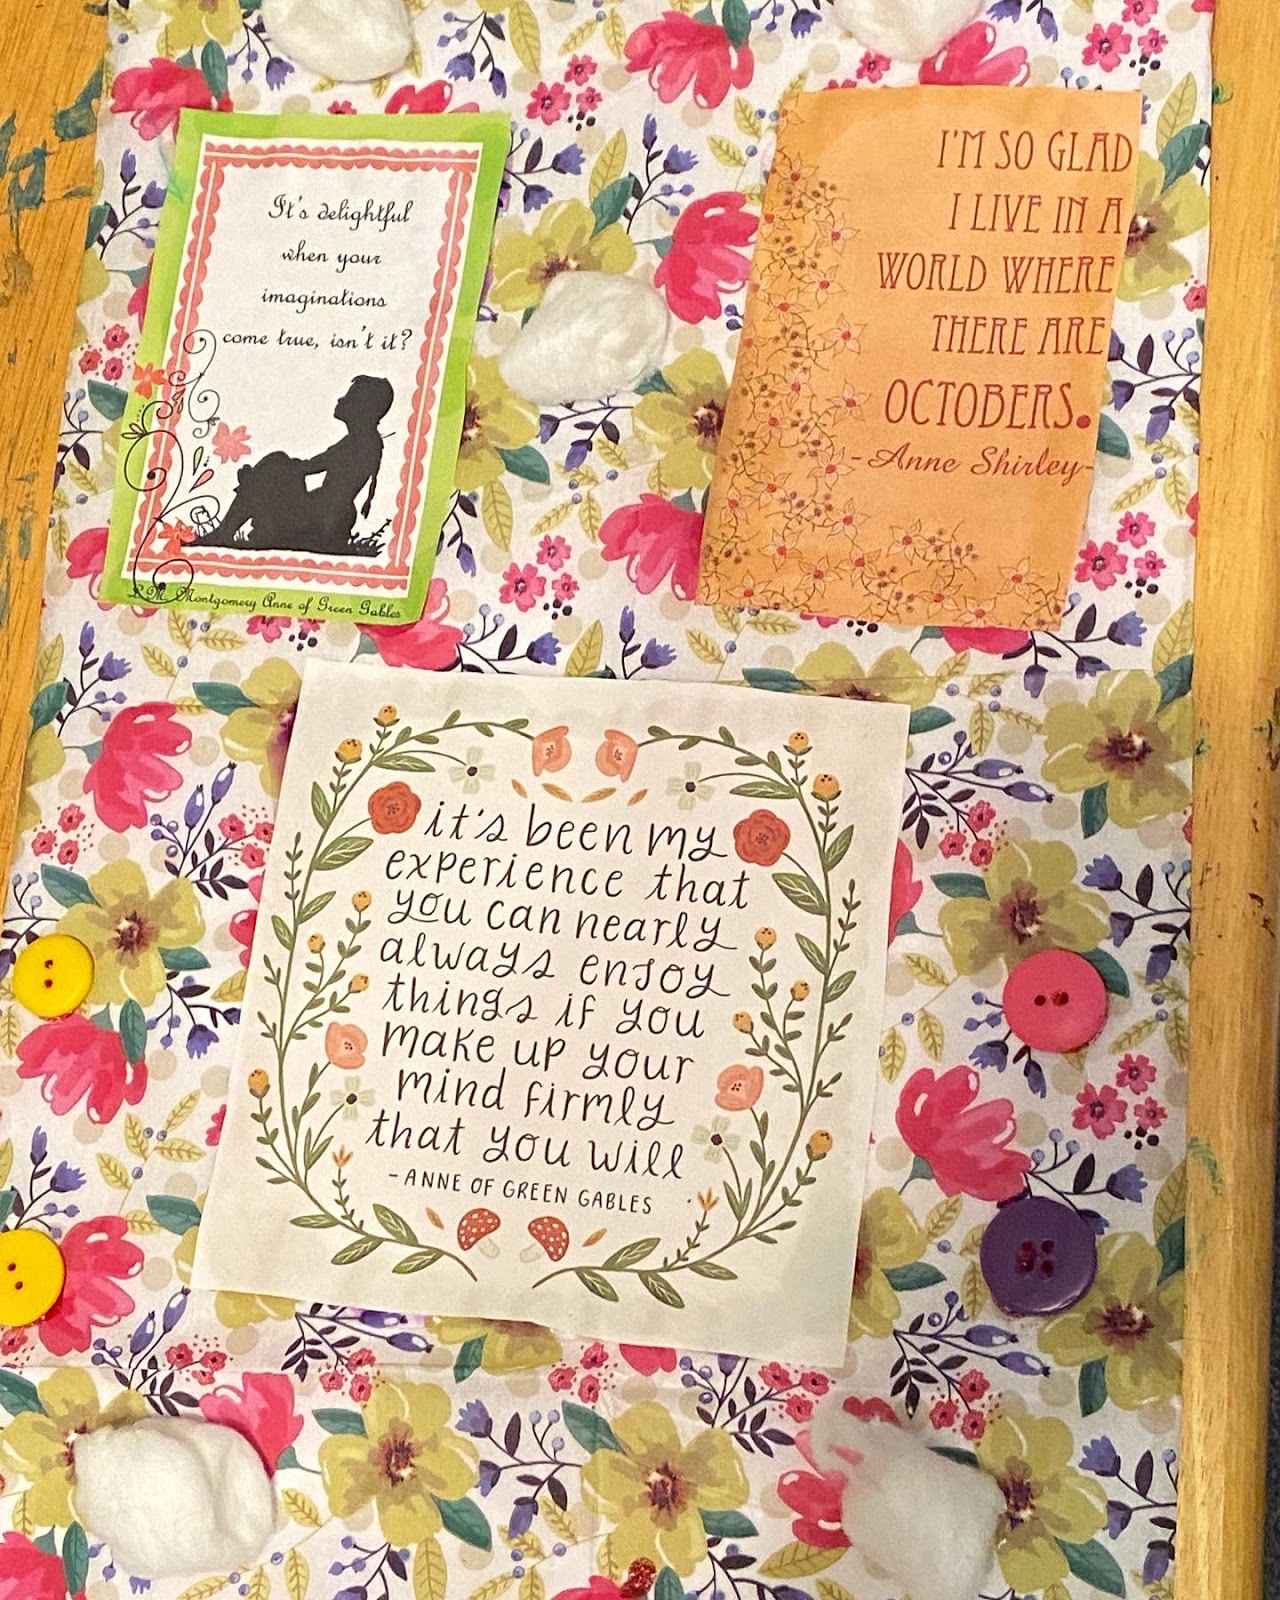 It's delightful
when your
imaginations
come true, isn't it?
L.M. Montgomery Anne of Green Gables
I'M SO GLAD
I LIVE IN A
WORLD WHERE
THERE ARE
OCTOBERS.
-Anne Shirley-
it's been my
experience that
you can nearly
always enjoy
things if you
make up your
mind firmly
that you will
-ANNE OF GREEN GABLES